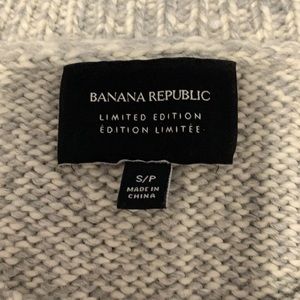 BANANA REPUBLIC
LIMITED EDITION
ÉDITION LIMITÉE
S/P
MADE IN
CHINA